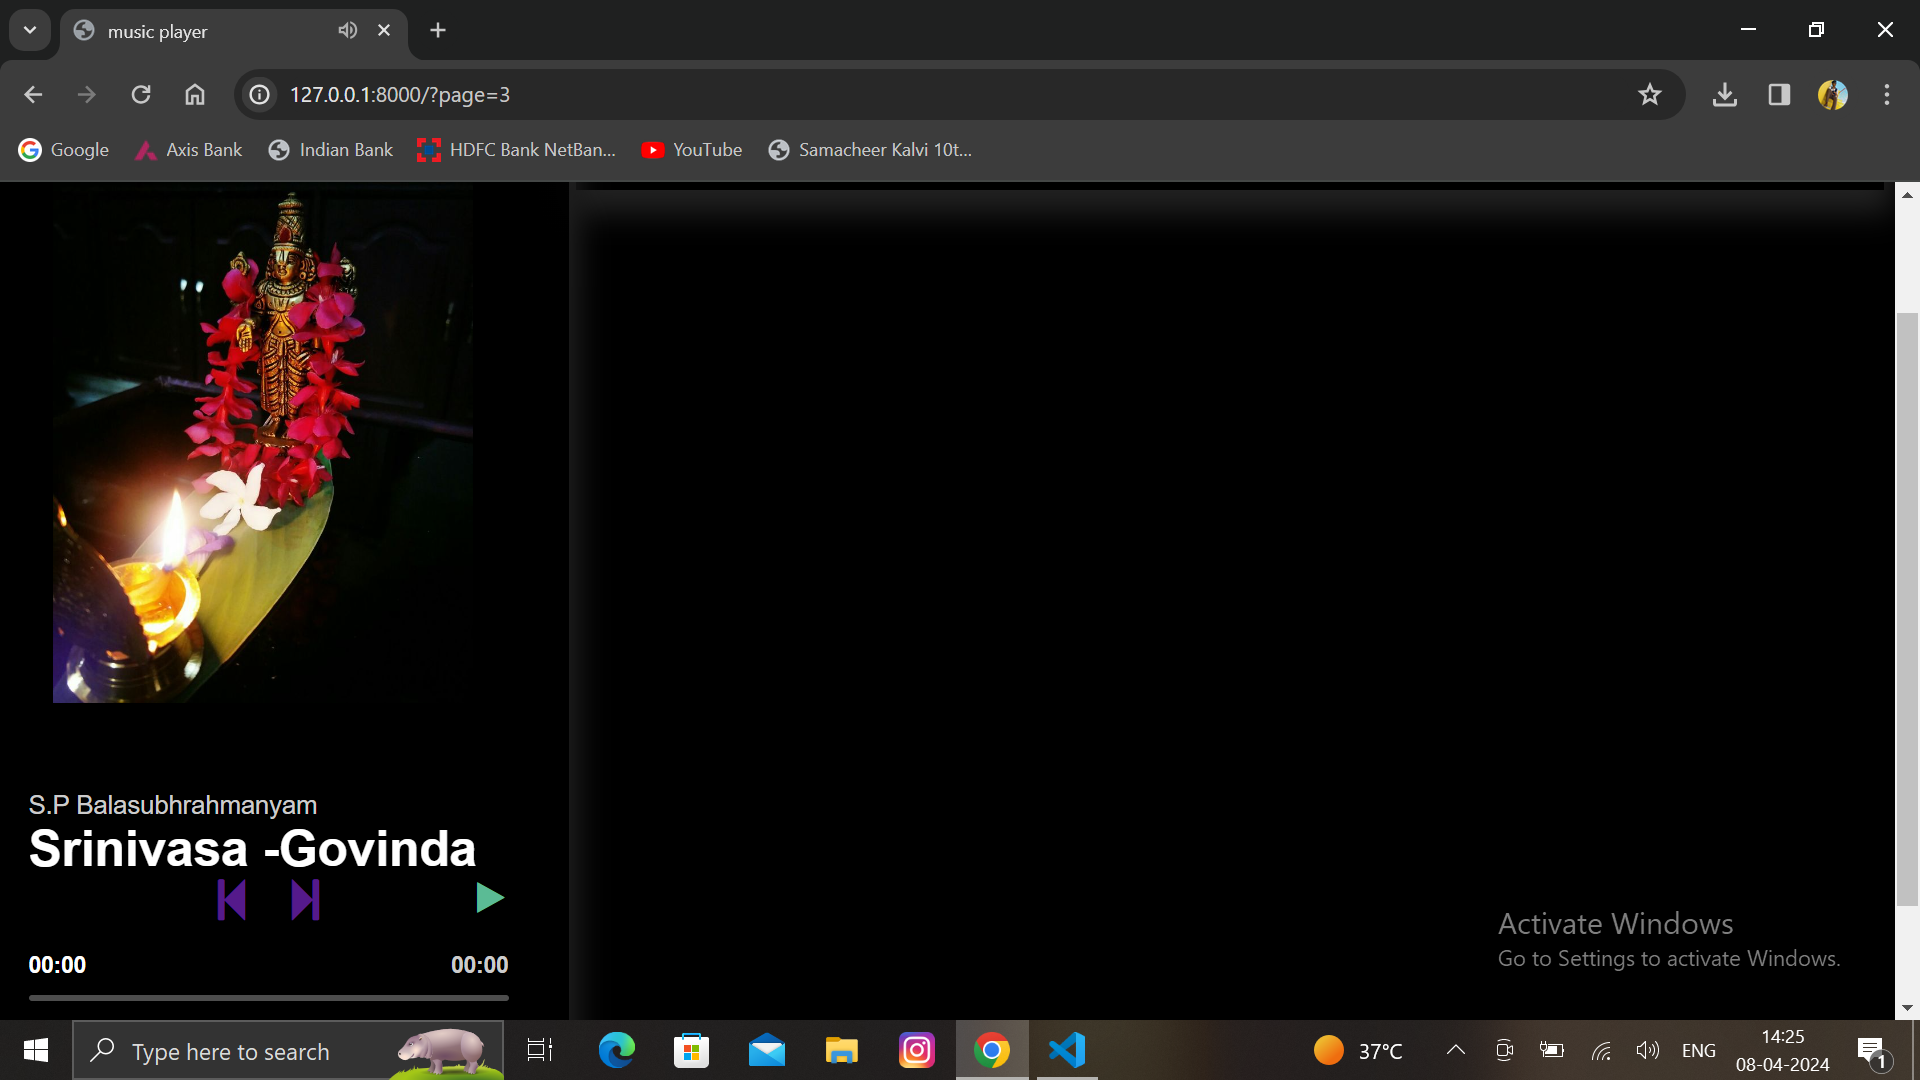 music player
127.0.0.1:8000/?page=3
Google
Axis Bank
Indian Bank
HDFC Bank NetBan...
YouTube
Samacheer Kalvi 10t...
S.P Balasubhrahmanyam
Srinivasa -Govinda
00:00
00:00
Activate Windows
Go to Settings to activate Windows.
Type here to search
37°C
ENG
14:25
08-04-2024
1